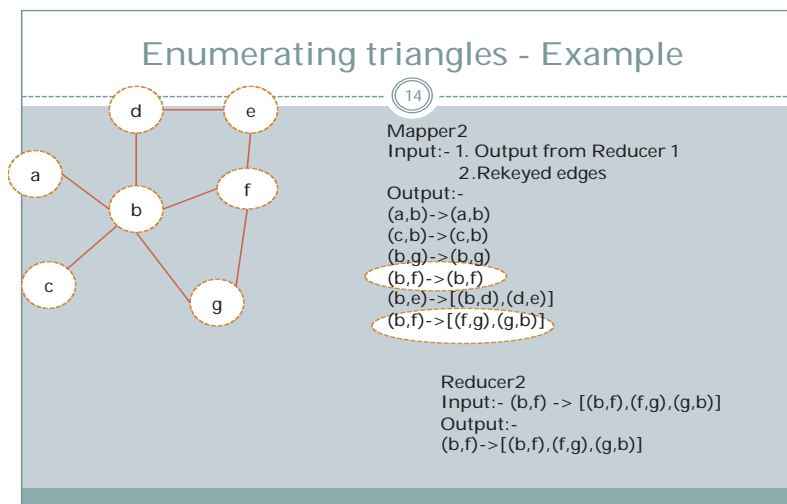 Enumerating triangles - Example
14
d
e
a
f
b
c
g
Mapper2
Input:- 1. Output from Reducer 1
2.Rekeyed edges
Output:-
(a,b)->(a,b)
(c,b)->(c,b)
(b,g)->(b,g)
(b,f)->(b,f)
(b,e)->[(b,d),(d,e)]
(b,f)->[(f,g),(g,b)]
Reducer2
Input:- (b,f) -> [(b,f),(f,g),(g,b)]
Output:-
(b,f)->[(b,f),(f,g),(g,b)]